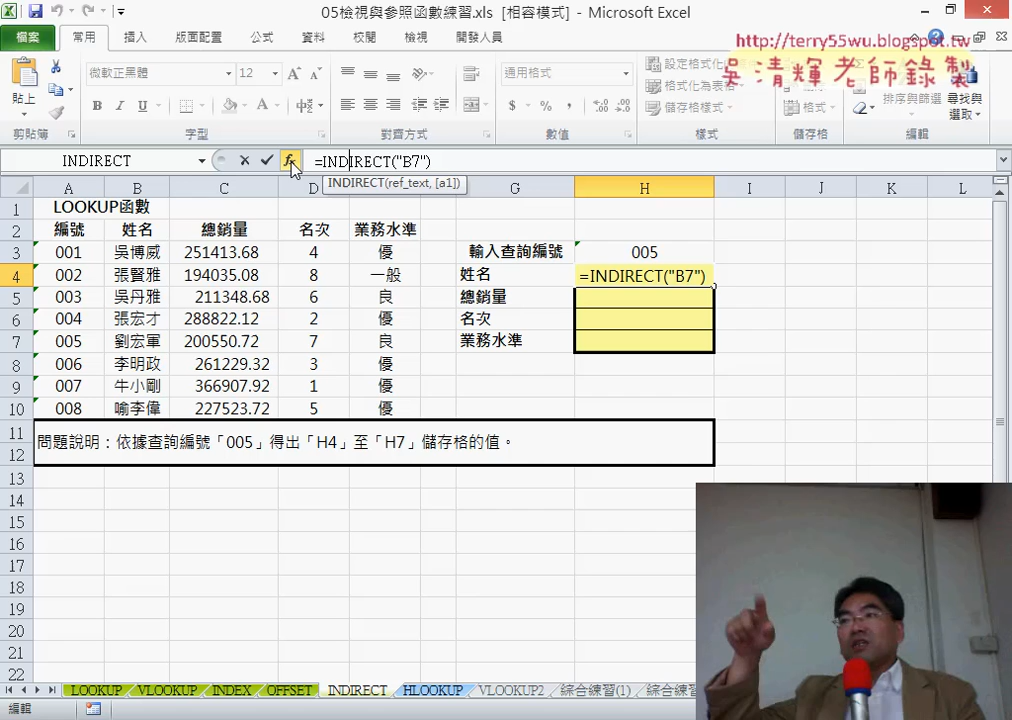 05檢視與參照函數練習.xls [相容模式] - Microsoft Excel
檔案 常用 插入 版面配置 公式 資料 校閱 檢視 開發人員
http://terry55wu.blogspot.tw
吳清輝老師錄製
貼上 微軟正黑體 12 通用格式 設定格式化 格式化為表格 儲存格樣式 格式 排序與篩選 尋找與選取
B I U $ % ,
剪貼簿 字型 對齊方式 數值 樣式 儲存格 編輯
INDIRECT fx =INDIRECT("B7")
INDIRECT(ref_text, [a1])
A B C D G H I J K L
1 LOOKUP函數
2 編號 姓名 總銷量 名次 業務水準
3 001 吳博威 251413.68 4 優 輸入查詢編號 005
4 002 張賢雅 194035.08 8 一般 姓名 =INDIRECT("B7")
5 003 吳丹雅 211348.68 6 良 總銷量
6 004 張宏才 288822.12 2 優 名次
7 005 劉宏軍 200550.72 7 良 業務水準
8 006 李明政 261229.32 3 優
9 007 牛小剛 366907.92 1 優
10 008 喻李偉 227523.72 5 優
11 問題說明：依據查詢編號「005」得出「H4」至「H7」儲存格的值。
12
13
14
15
16
17
18
19
20
21
22
LOOKUP VLOOKUP INDEX OFFSET INDIRECT HLOOKUP VLOOKUP2 綜合練習(1) 綜合練
編輯